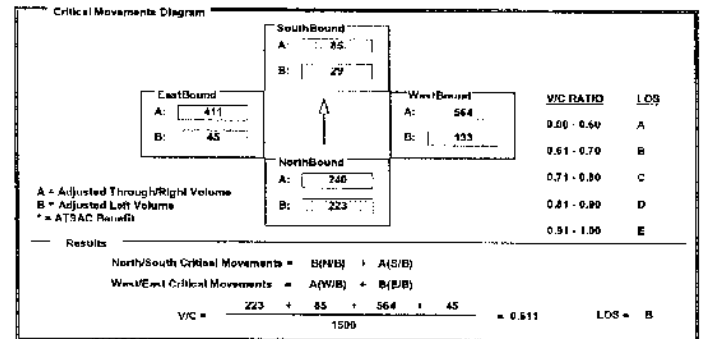 Critical Movements Diagram
SouthBound
A: 85
B: 29
EastBound
A: 411
B: 45
WestBound
A: 564
B: 133
NorthBound
A: 240
B: 223
V/C RATIO LOS
0.00 - 0.60 A
0.61 - 0.70 B
0.71 - 0.80 C
0.81 - 0.90 D
0.91 - 1.00 E
A = Adjusted Through/Right Volume
B = Adjusted Left Volume
* = ATSAC Benefit
Results
North/South Critical Movements = B(N/B) + A(S/B)
West/East Critical Movements = A(W/B) + B(E/B)
V/C = 223 + 85 + 564 + 45 = 0.611 LOS = B
1500